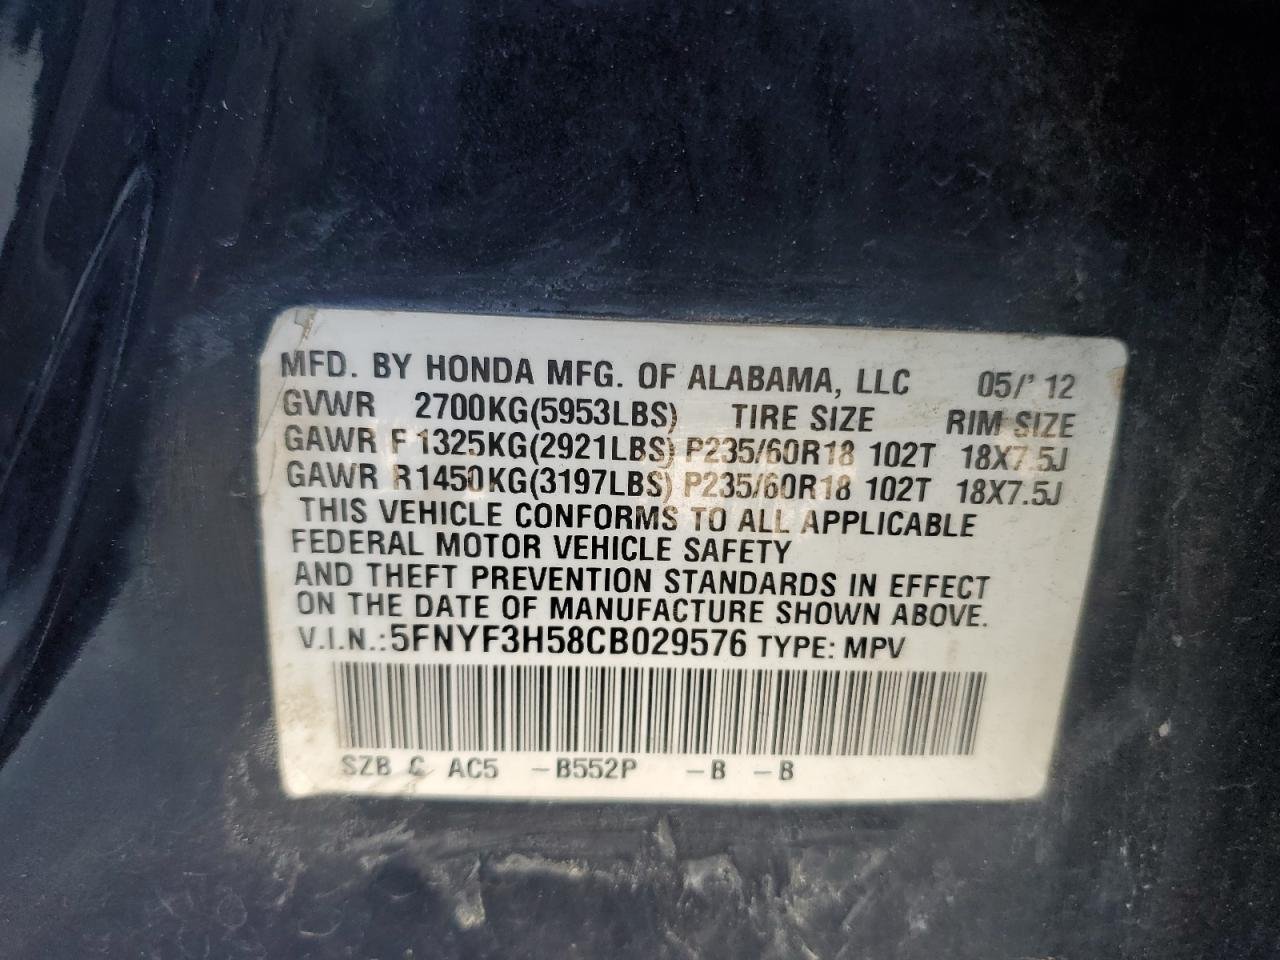 MFD. BY HONDA MFG. OF ALABAMA, LLC 05/'12
GVWR 2700KG(5953LBS) TIRE SIZE RIM SIZE
GAWR F 1325KG(2921LBS) P235/60R18 102T 18X7.5J
GAWR R1450KG(3197LBS) P235/60R18 102T 18X7.5J
THIS VEHICLE CONFORMS TO ALL APPLICABLE
FEDERAL MOTOR VEHICLE SAFETY
AND THEFT PREVENTION STANDARDS IN EFFECT
ON THE DATE OF MANUFACTURE SHOWN ABOVE.
V.I.N.:5FNYF3H58CB029576 TYPE: MPV
SZB C AC5 -B552P -B -B